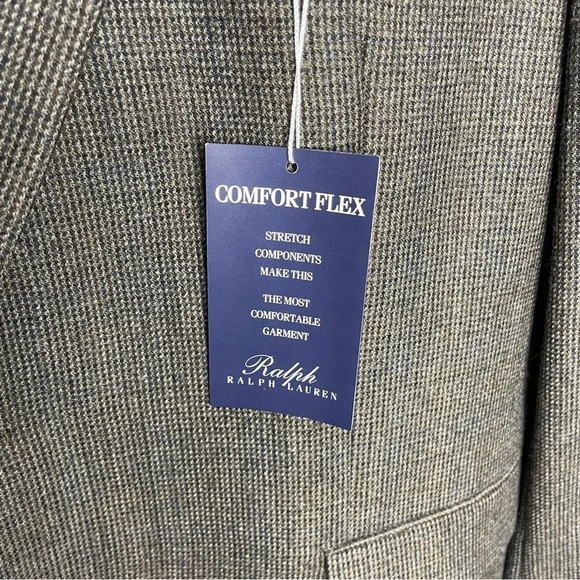 COMFORT FLEX
STRETCH
COMPONENTS
MAKE THIS
THE MOST
COMFORTABLE
GARMENT
Ralph
RALPH LAUREN